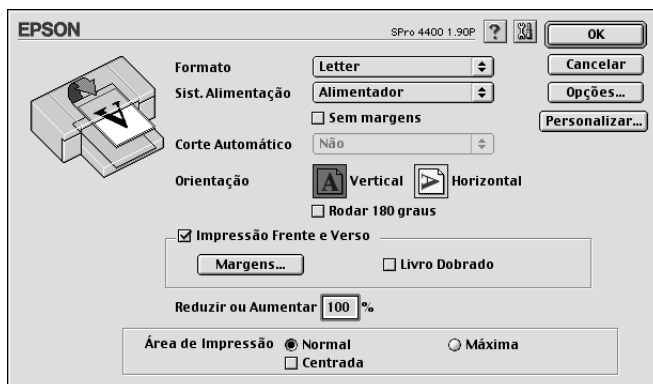 EPSON SPro 4400 1.90P ? OK
Formato Letter Cancelar
Sist. Alimentação Alimentador Opções...
Sem margens Personalizar...
Corte Automático Não
Orientação A Vertical A Horizontal
Rodar 180 graus
Impressão Frente e Verso
Margens... Livro Dobrado
Reduzir ou Aumentar 100 %
Área de Impressão Normal Máxima
Centrada